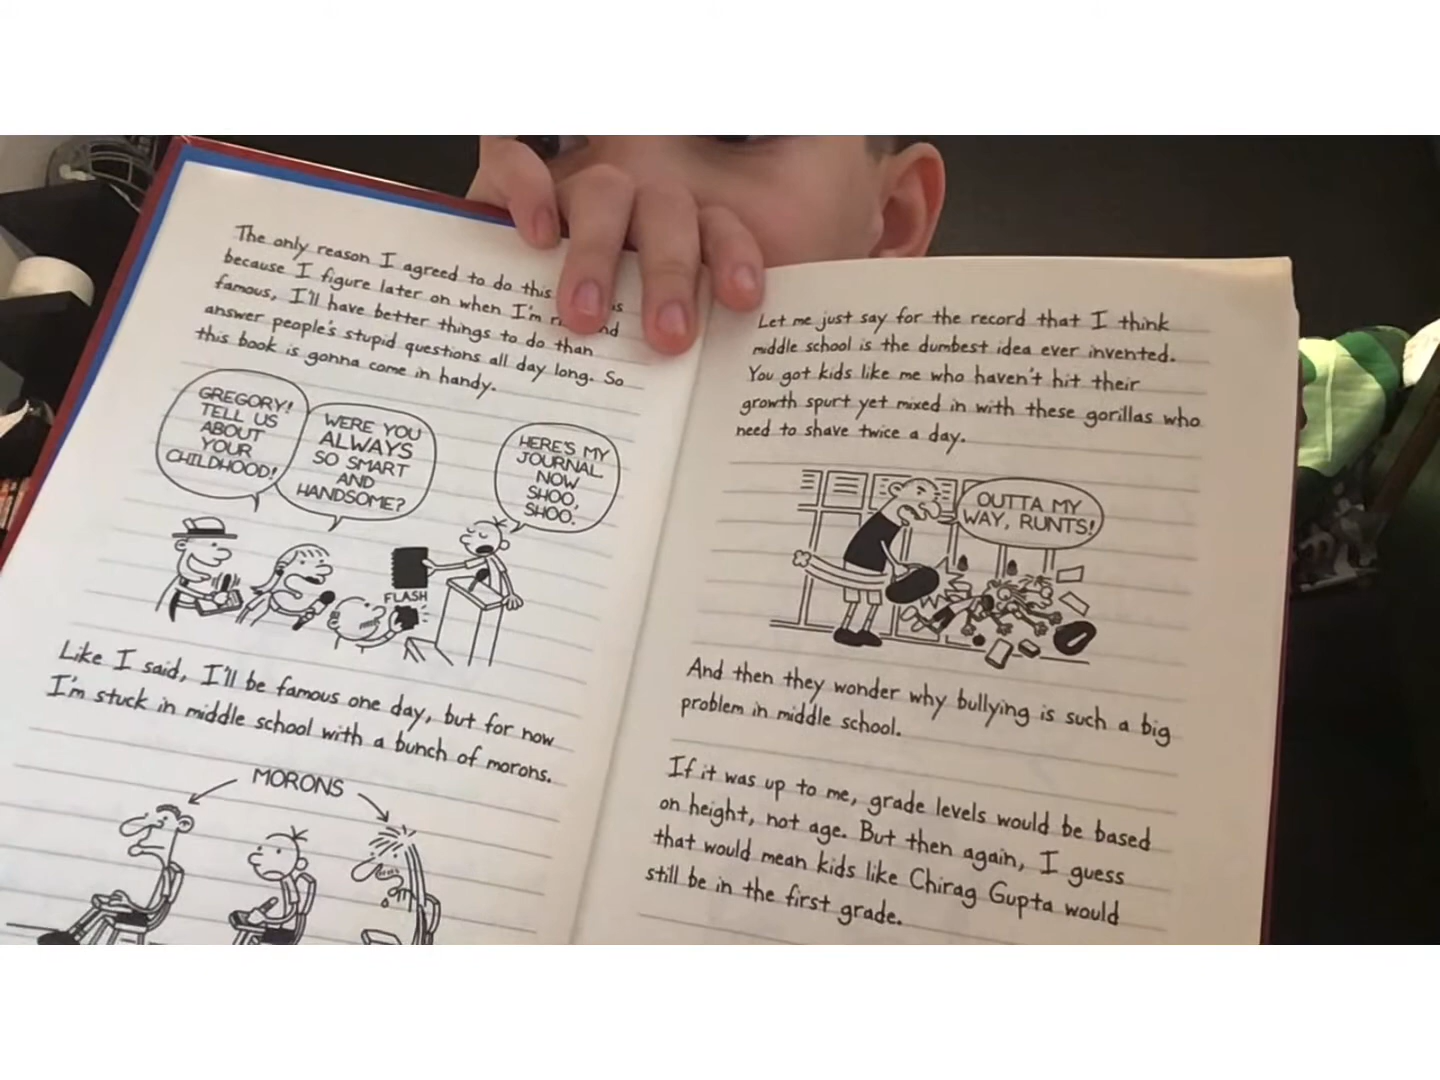 The only reason I agreed to do this
because I figure later on when I'm
famous, I'll have better things to do than
answer people's stupid questions all day long. So
this book is gonna come in handy.
GREGORY!
TELL US
ABOUT
YOUR
CHILDHOOD!
WERE YOU
ALWAYS
SO SMART
AND
HANDSOME?
HERE'S MY
JOURNAL.
NOW
SHOO,
SHOO.
FLASH
Like I said, I'll be famous one day, but for now
I'm stuck in middle school with a bunch of morons.
MORONS
Let me just say for the record that I think
middle school is the dumbest idea ever invented.
You got kids like me who haven't hit their
growth spurt yet mixed in with these gorillas who
need to shave twice a day.
OUTTA MY
WAY, RUNTS!
And then they wonder why bullying is such a big
problem in middle school.
If it was up to me, grade levels would be based
on height, not age. But then again, I guess
that would mean kids like Chirag Gupta would
still be in the first grade.